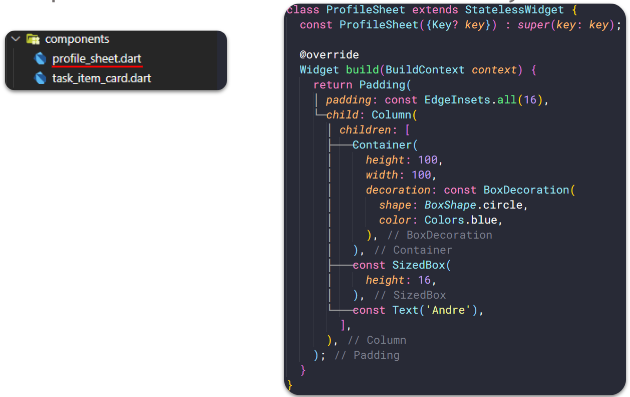 components
profile_sheet.dart
task_item_card.dart
class ProfileSheet extends StatelessWidget {
const ProfileSheet({Key? key}) : super(key: key);
@override
Widget build(BuildContext context) {
return Padding(
padding: const EdgeInsets.all(16),
child: Column(
children: [
Container(
height: 100,
width: 100,
decoration: const BoxDecoration(
shape: BoxShape.circle,
color: Colors.blue,
), // BoxDecoration
), // Container
const SizedBox(
height: 16,
), // SizedBox
const Text('Andre'),
],
), // Column
); // Padding
}
}